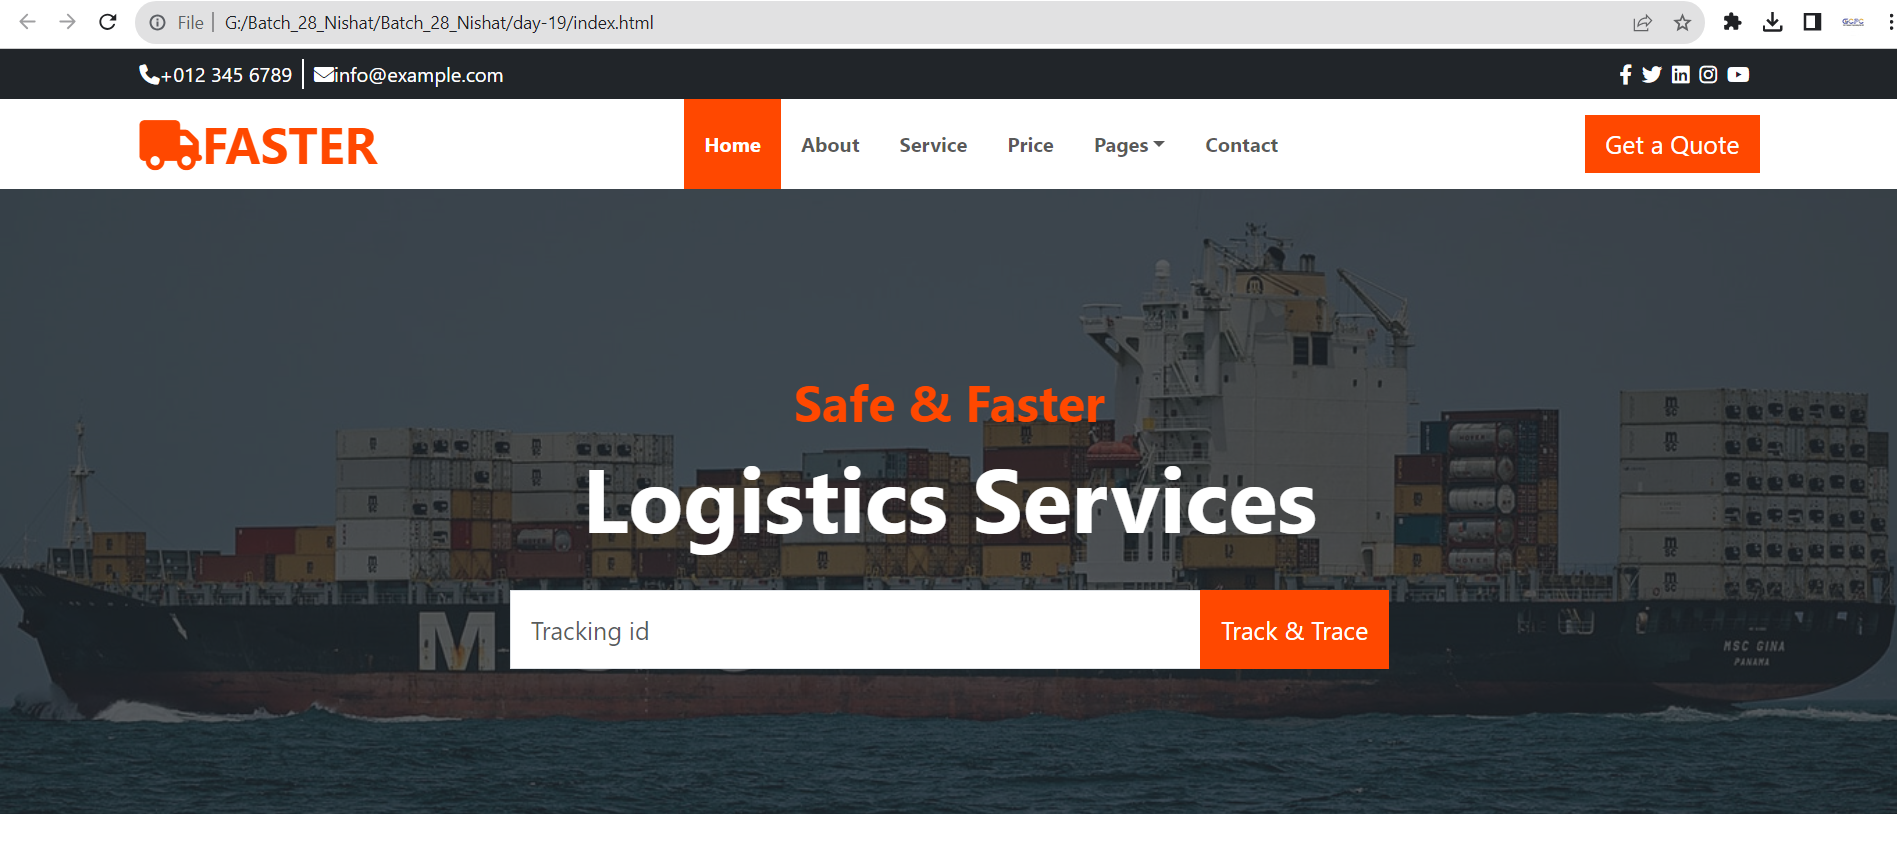 File G:/Batch_28_Nishat/Batch_28_Nishat/day-19/index.html
+012 345 6789 info@example.com
FASTER
Home About Service Price Pages Contact
Get a Quote
Safe & Faster
Logistics Services
Tracking id
Track & Trace
M
MSC GINA
PANAMA